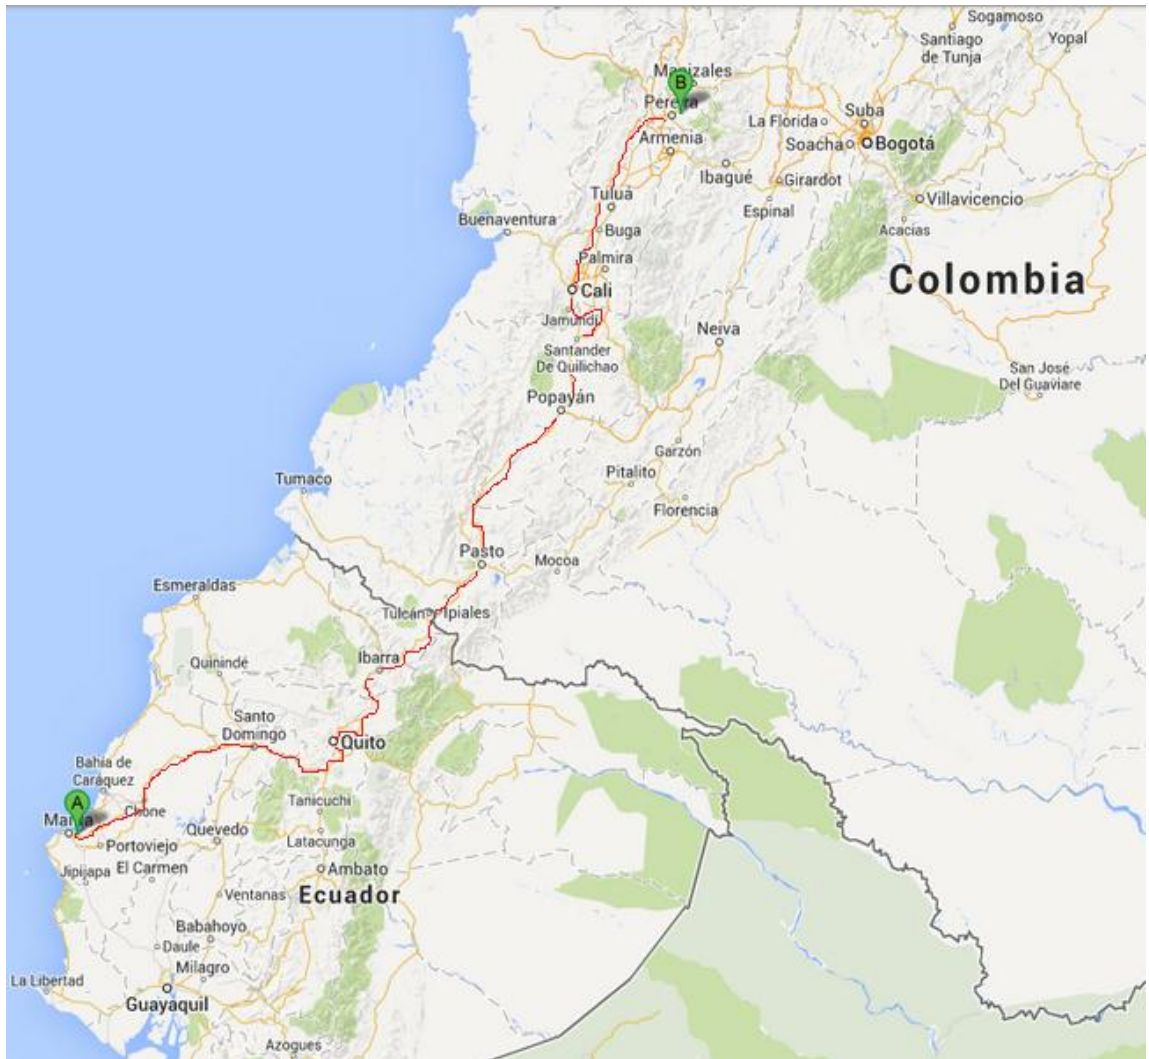 Sogamoso
Santiago
de Tunja
Yopal
Manizales
B
Pereira
La Florida
Suba
Armenia
Soacha
Bogotá
Ibagué
Girardot
Tuluá
Espinal
Villavicencio
Buenaventura
Buga
Acacias
Palmira
Colombia
Cali
Jamundí
Neiva
Santander
De Quilichao
San José
Del Guaviare
Popayán
Garzón
Pitalito
Tumaco
Florencia
Pasto
Mocoa
Esmeraldas
Tulcán
Ipiales
Ibarra
Quinindé
Santo
Domingo
Quito
Bahía de
Caráquez
A
Tanicuchi
Chone
Manta
Quevedo
Portoviejo
Latacunga
Jipijapa
El Carmen
Ambato
Ventanas
Ecuador
Babahoyo
Daule
Milagro
La Libertad
Guayaquil
Azogues